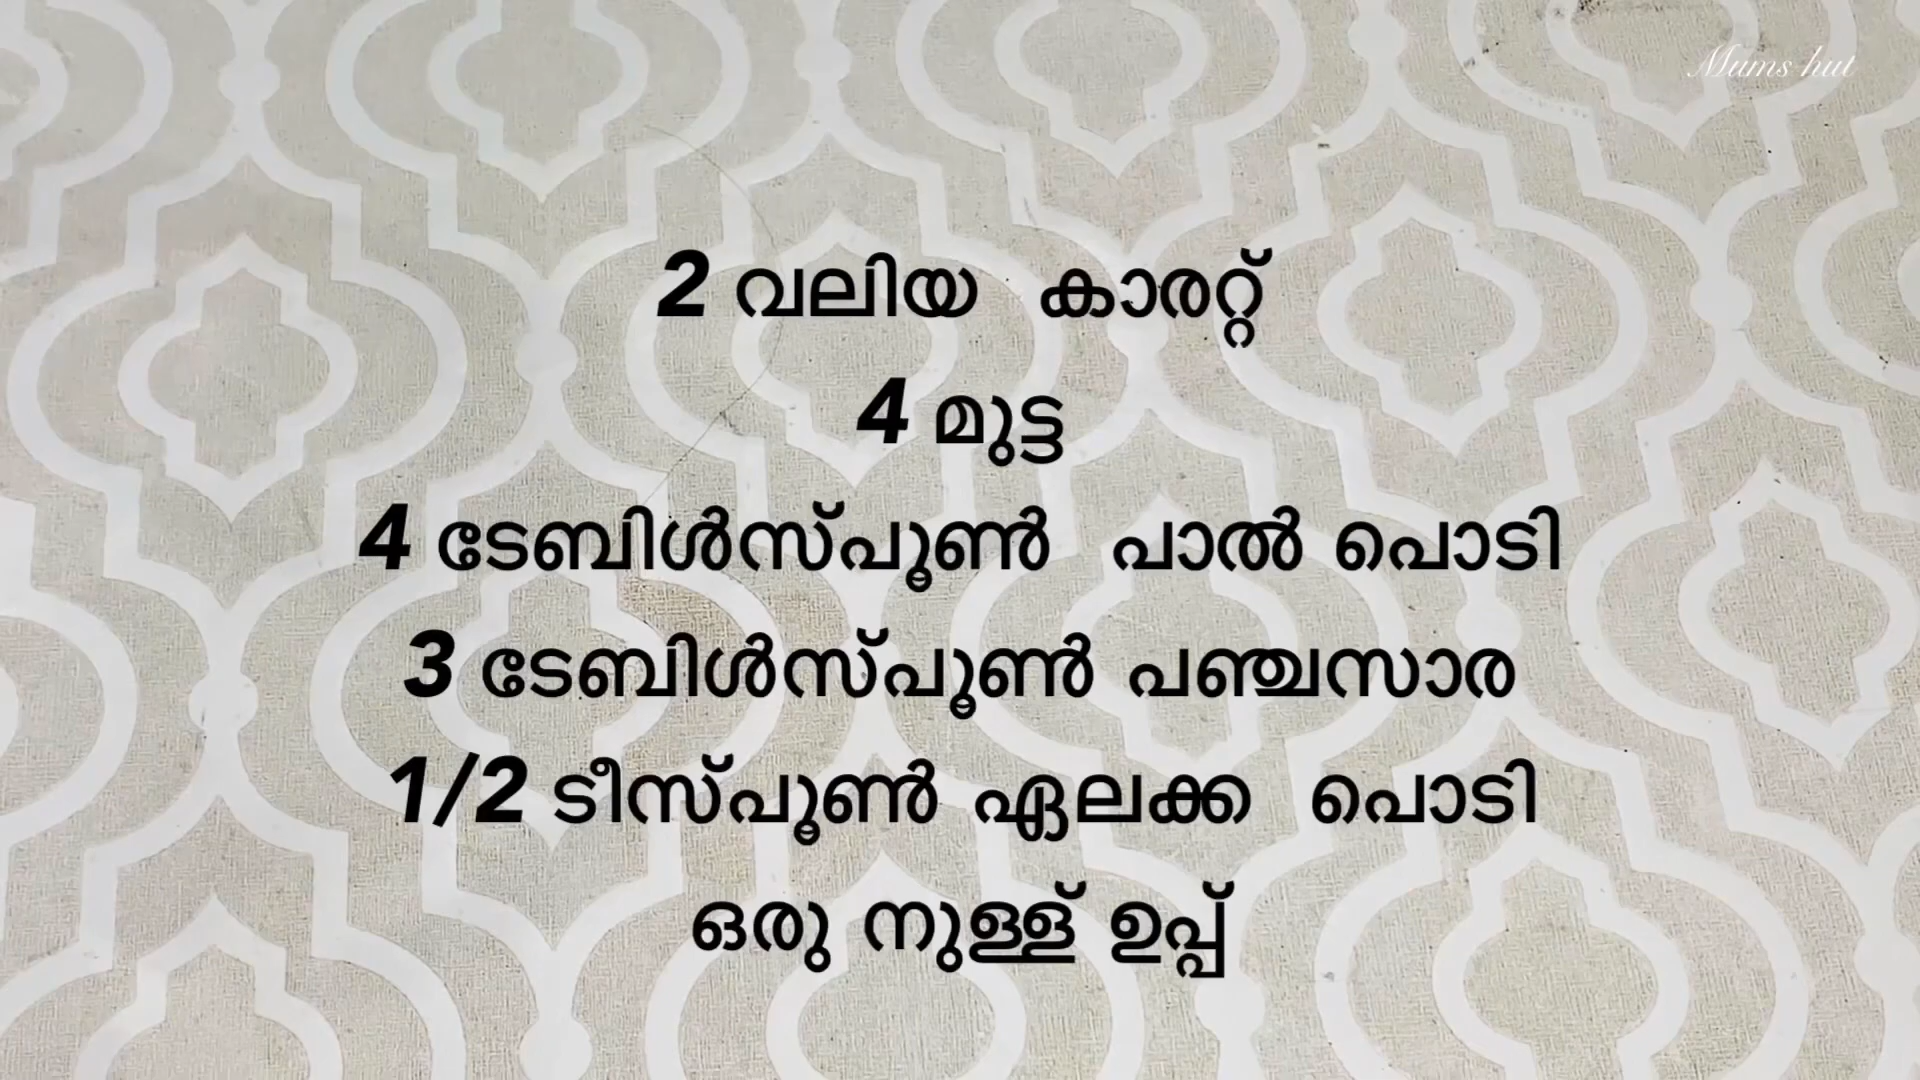 Mums hut
2 വലിയ കാരറ്റ്
4 മുട്ട
4 ടേബിൾസ്പൂൺ പാൽ പൊടി
3 ടേബിൾസ്പൂൺ പഞ്ചസാര
1/2 ടീസ്പൂൺ ഏലക്ക പൊടി
ഒരു നുള്ള് ഉപ്പ്